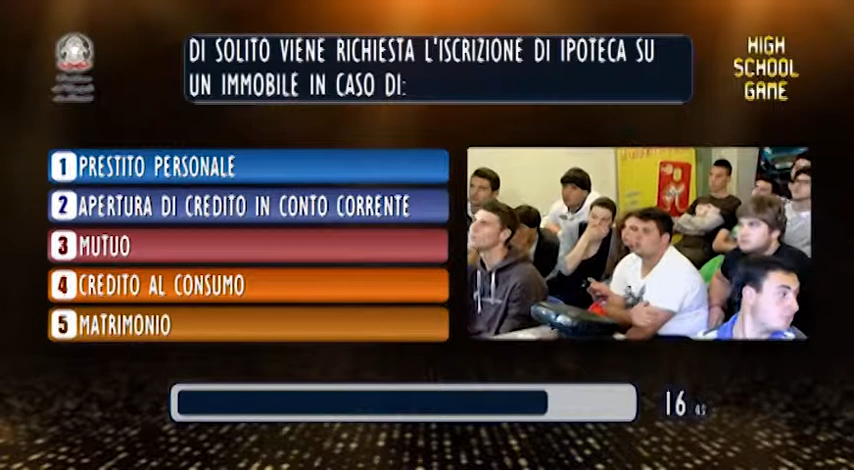 DI SOLITO VIENE RICHIESTA L'ISCRIZIONE DI IPOTECA SU
UN IMMOBILE IN CASO DI:
HIGH
SCHOOL
GAME
1 PRESTITO PERSONALE
2 APERTURA DI CREDITO IN CONTO CORRENTE
3 MUTUO
4 CREDITO AL CONSUMO
5 MATRIMONIO
16